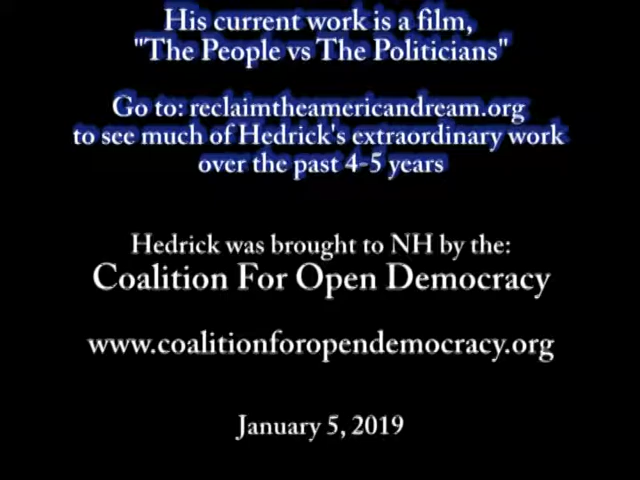 His current work is a film,
"The People vs The Politicians"
Go to: reclaimtheamericandream.org
to see much of Hedrick's extraordinary work
over the past 4-5 years
Hedrick was brought to NH by the:
Coalition For Open Democracy
www.coalitionforopendemocracy.org
January 5, 2019